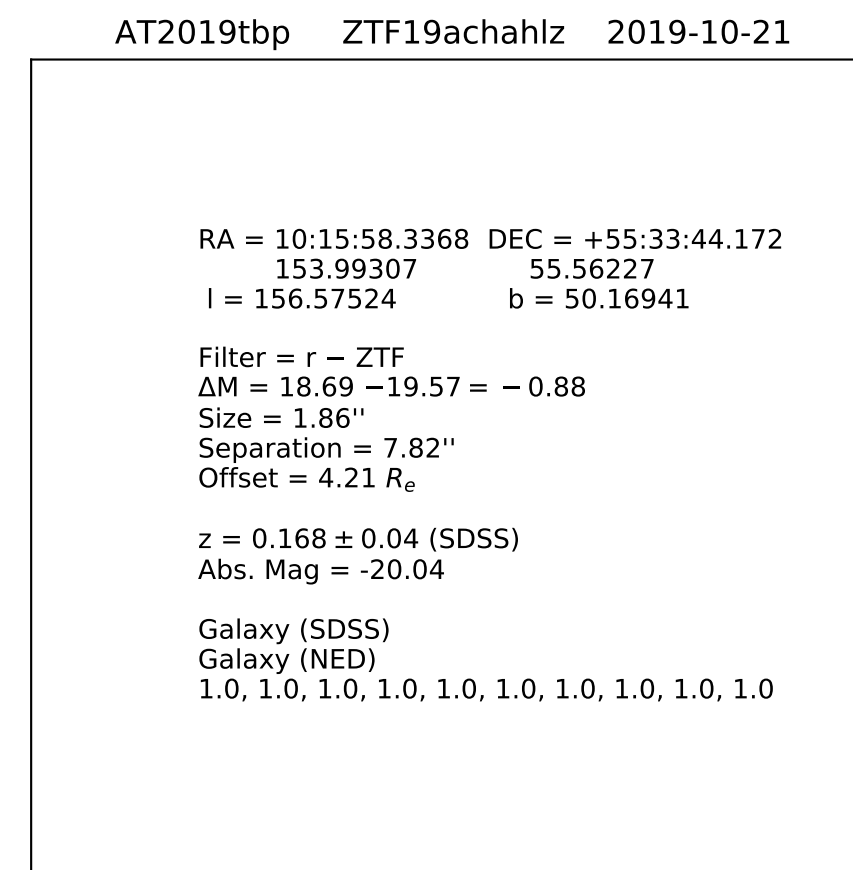 AT2019tbp ZTF19achahlz 2019-10-21
RA = 10:15:58.3368 DEC = +55:33:44.172
153.99307 55.56227
l = 156.57524 b = 50.16941
Filter = r − ZTF
ΔM = 18.69 −19.57 = −0.88
Size = 1.86''
Separation = 7.82''
Offset = 4.21 Rₑ
z = 0.168 ± 0.04 (SDSS)
Abs. Mag = -20.04
Galaxy (SDSS)
Galaxy (NED)
1.0, 1.0, 1.0, 1.0, 1.0, 1.0, 1.0, 1.0, 1.0, 1.0